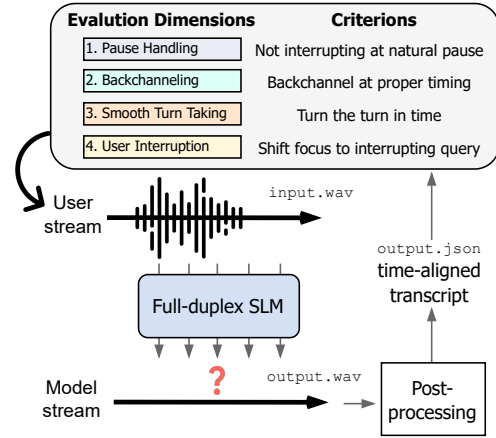 Evalution Dimensions
Criterions
1. Pause Handling
Not interrupting at natural pause
2. Backchanneling
Backchannel at proper timing
3. Smooth Turn Taking
Turn the turn in time
4. User Interruption
Shift focus to interrupting query
User
stream
input.wav
output.json
time-aligned
transcript
Full-duplex SLM
?
output.wav
Model
stream
Post-
processing